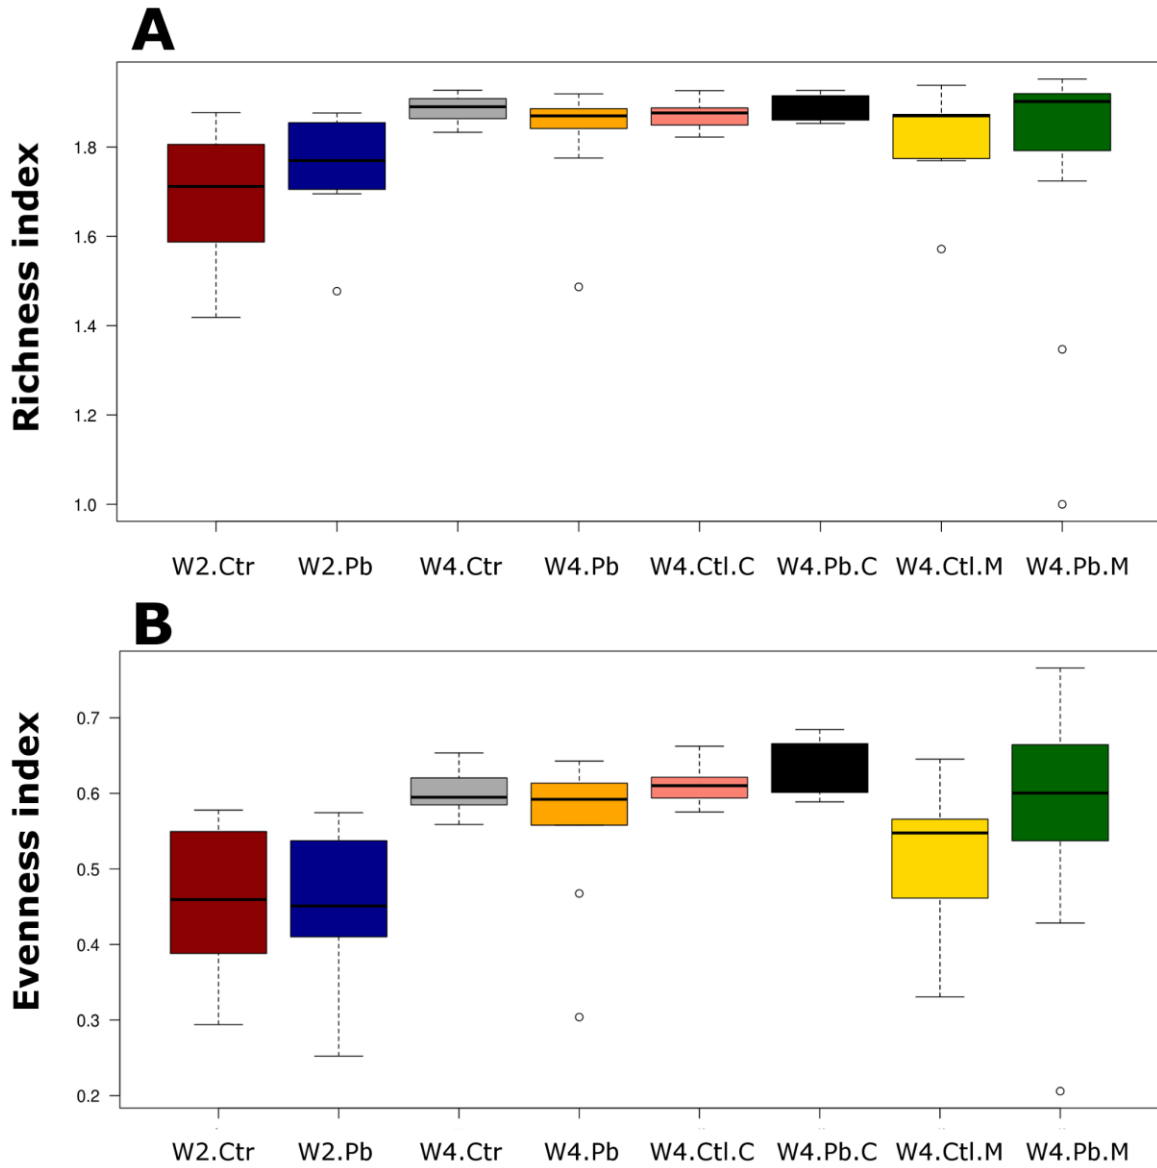 A
Richness index
1.8
1.6
1.4
1.2
1.0
W2.Ctr W2.Pb W4.Ctr W4.Pb W4.Ctl.C W4.Pb.C W4.Ctl.M W4.Pb.M
B
Evenness index
0.7
0.6
0.5
0.4
0.3
0.2
W2.Ctr W2.Pb W4.Ctr W4.Pb W4.Ctl.C W4.Pb.C W4.Ctl.M W4.Pb.M